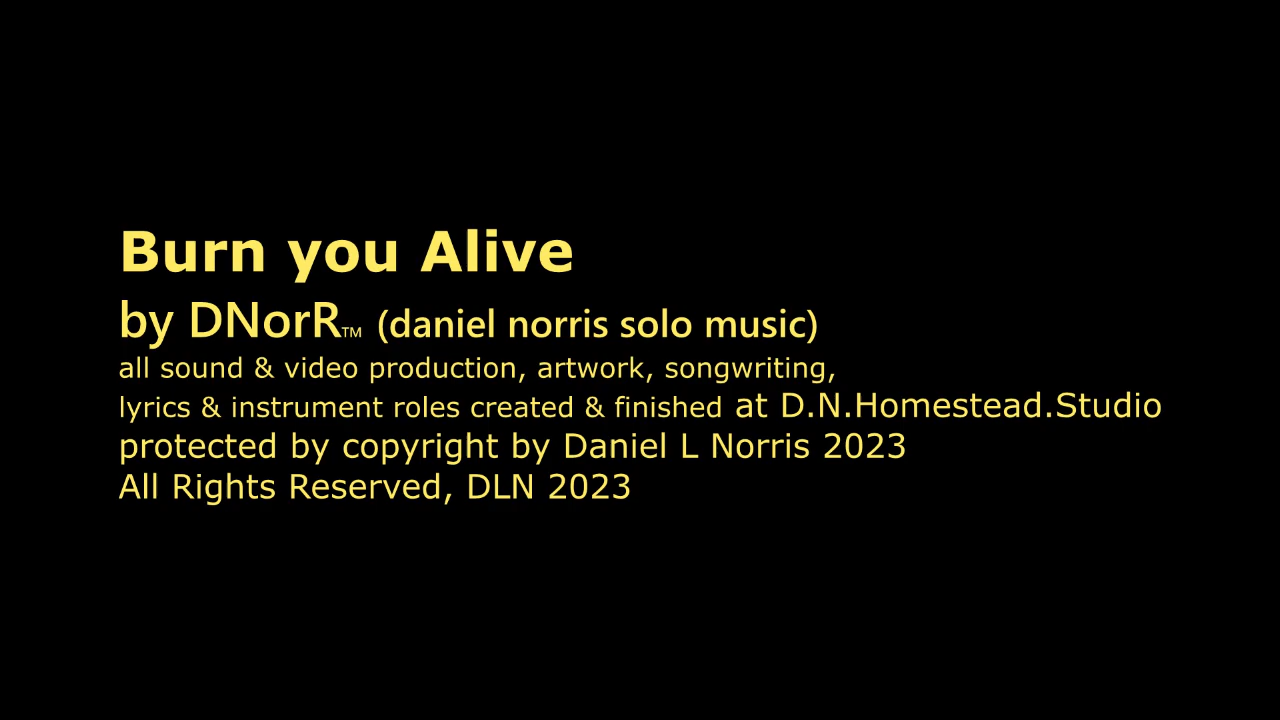 Burn you Alive
by DNorR™ (daniel norris solo music)
all sound & video production, artwork, songwriting,
lyrics & instrument roles created & finished at D.N.Homestead.Studio
protected by copyright by Daniel L Norris 2023
All Rights Reserved, DLN 2023